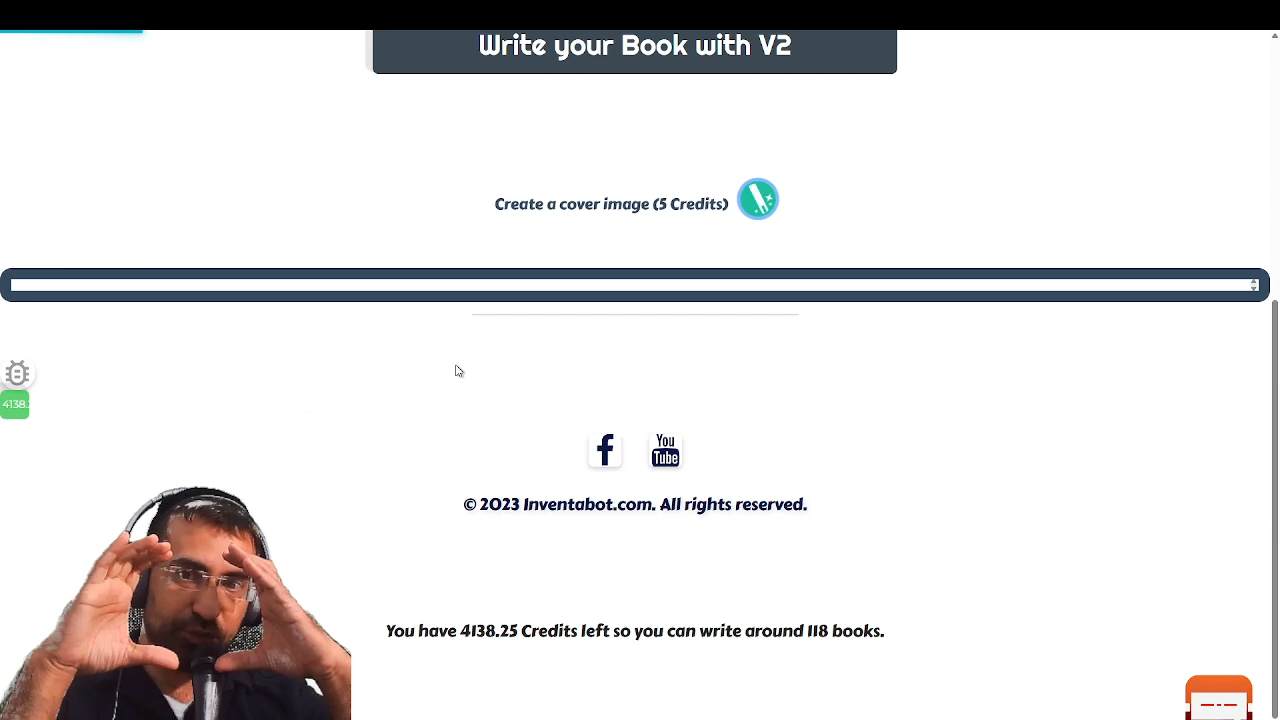 Write your Book with V2
Create a cover image (5 Credits)
4138.
You
Tube
© 2023 Inventabot.com. All rights reserved.
You have 4138.25 Credits left so you can write around 118 books.